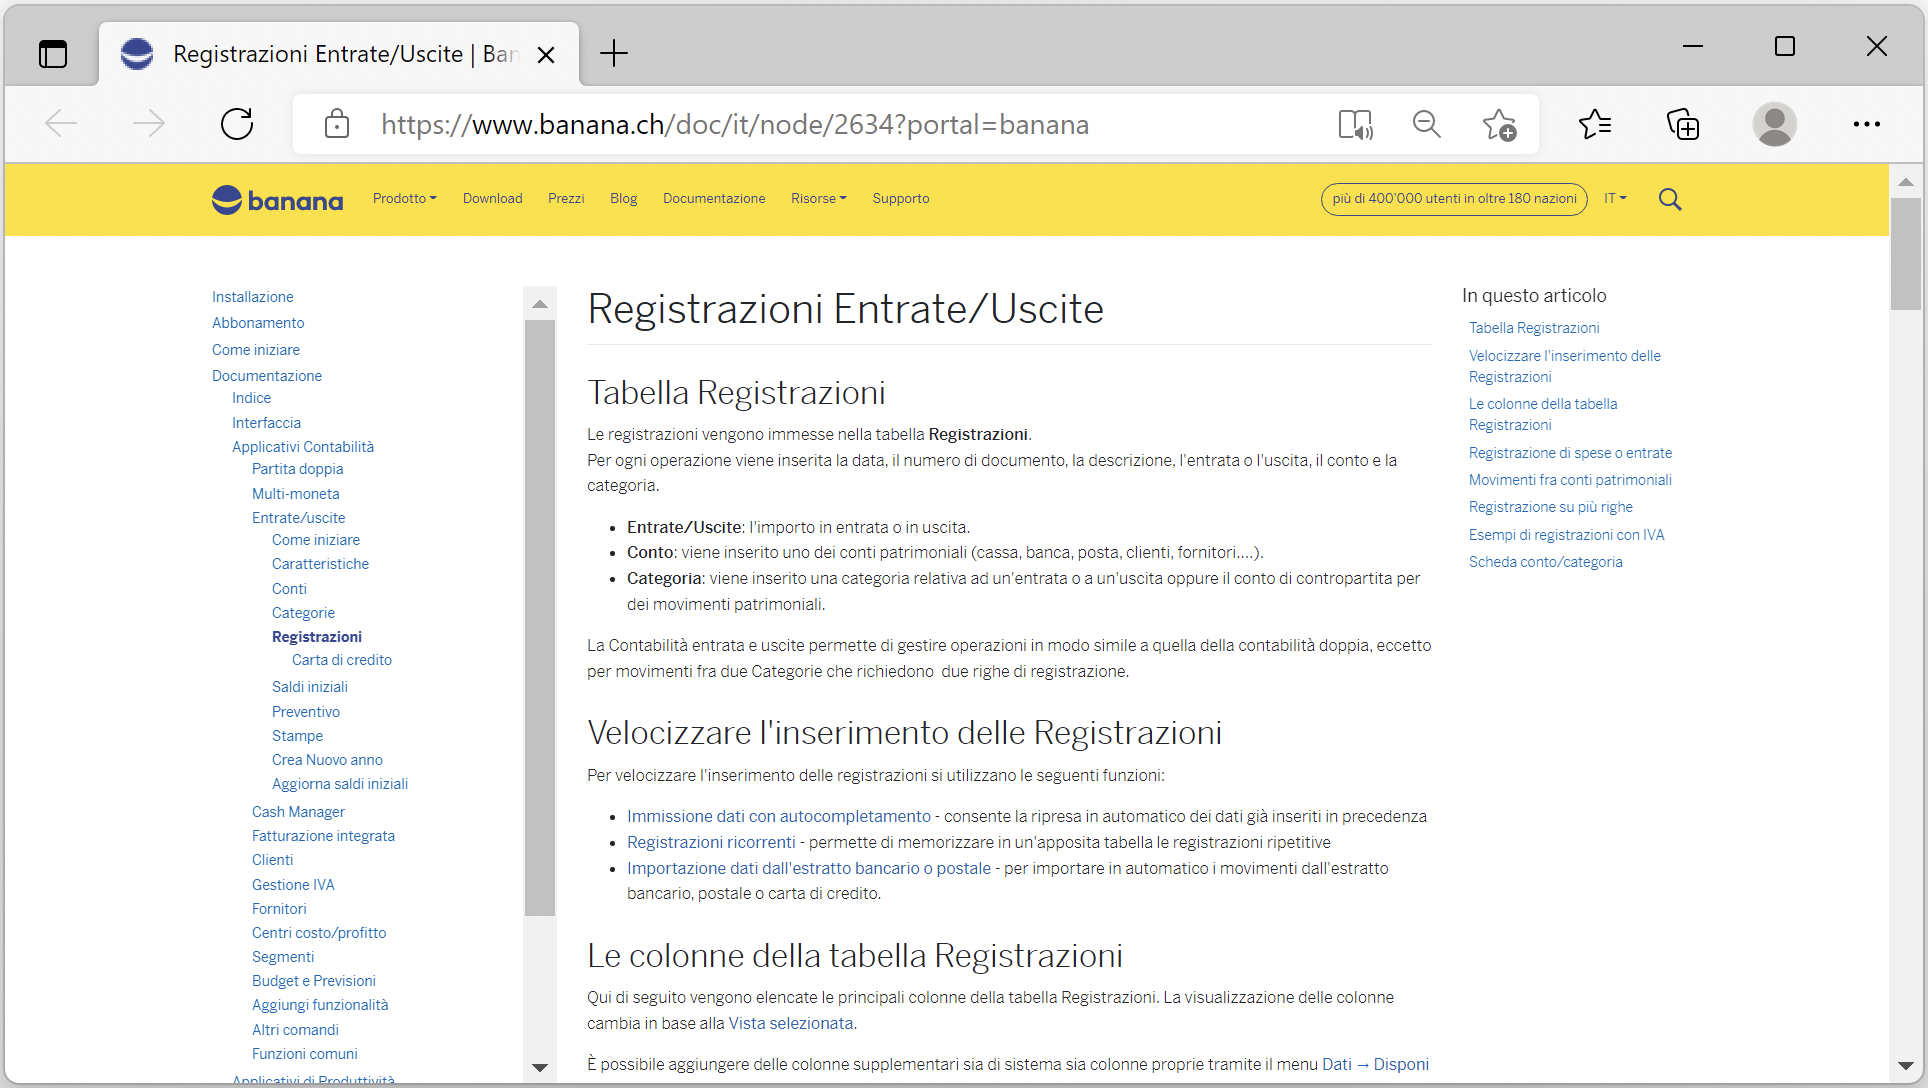 Registrazioni Entrate/Uscite | Ban
https://www.banana.ch/doc/it/node/2634?portal=banana
banana
Prodotto
Download
Prezzi
Blog
Documentazione
Risorse
Supporto
più di 400'000 utenti in oltre 180 nazioni
IT
Installazione
Abbonamento
Come iniziare
Documentazione
Indice
Interfaccia
Applicativi Contabilità
Partita doppia
Multi-moneta
Entrate/uscite
Come iniziare
Caratteristiche
Conti
Categorie
Registrazioni
Carta di credito
Saldi iniziali
Preventivo
Stampe
Crea Nuovo anno
Aggiorna saldi iniziali
Cash Manager
Fatturazione integrata
Clienti
Gestione IVA
Fornitori
Centri costo/profitto
Segmenti
Budget e Previsioni
Aggiungi funzionalità
Altri comandi
Funzioni comuni
Applicativi di Produttività
Registrazioni Entrate/Uscite
Tabella Registrazioni
Le registrazioni vengono immesse nella tabella Registrazioni.
Per ogni operazione viene inserita la data, il numero di documento, la descrizione, l'entrata o l'uscita, il conto e la
categoria.
• Entrate/Uscite: l'importo in entrata o in uscita.
• Conto: viene inserito uno dei conti patrimoniali (cassa, banca, posta, clienti, fornitori....).
• Categoria: viene inserito una categoria relativa ad un'entrata o a un'uscita oppure il conto di contropartita per
dei movimenti patrimoniali.
La Contabilità entrata e uscite permette di gestire operazioni in modo simile a quella della contabilità doppia, eccetto
per movimenti fra due Categorie che richiedono  due righe di registrazione.
Velocizzare l'inserimento delle Registrazioni
Per velocizzare l'inserimento delle registrazioni si utilizzano le seguenti funzioni:
• Immissione dati con autocompletamento - consente la ripresa in automatico dei dati già inseriti in precedenza
• Registrazioni ricorrenti - permette di memorizzare in un'apposita tabella le registrazioni ripetitive
• Importazione dati dall'estratto bancario o postale - per importare in automatico i movimenti dall'estratto
bancario, postale o carta di credito.
Le colonne della tabella Registrazioni
Qui di seguito vengono elencate le principali colonne della tabella Registrazioni. La visualizzazione delle colonne
cambia in base alla Vista selezionata.
È possibile aggiungere delle colonne supplementari sia di sistema sia colonne proprie tramite il menu Dati → Disponi
In questo articolo
Tabella Registrazioni
Velocizzare l'inserimento delle
Registrazioni
Le colonne della tabella
Registrazioni
Registrazione di spese o entrate
Movimenti fra conti patrimoniali
Registrazione su più righe
Esempi di registrazioni con IVA
Scheda conto/categoria